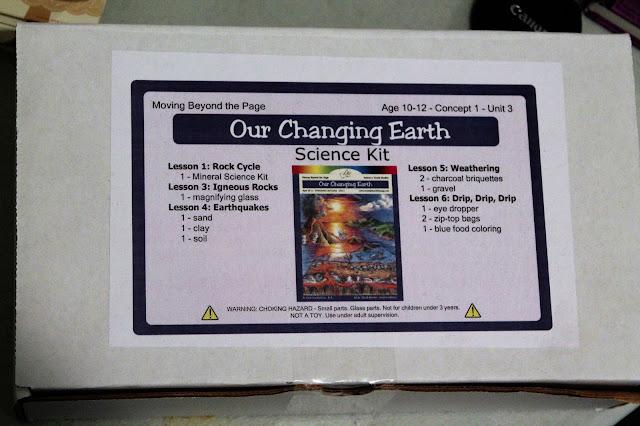 Canon
Moving Beyond the Page
Age 10-12 - Concept 1 - Unit 3
Our Changing Earth
Science Kit
Lesson 1: Rock Cycle
1 - Mineral Science Kit
Lesson 3: Igneous Rocks
1 - magnifying glass
Lesson 4: Earthquakes
1 - sand
1 - clay
1 - soil
Our Changing Earth
Lesson 5: Weathering
2 - charcoal briquettes
1 - gravel
Lesson 6: Drip, Drip, Drip
1 - eye dropper
2 - zip-top bags
1 - blue food coloring
WARNING: CHOKING HAZARD - Small parts. Glass parts. Not for children under 3 years.
NOT A TOY. Use under adult supervision.